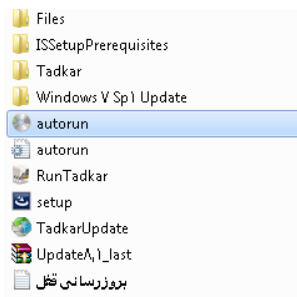 Files
ISSetupPrerequisites
Tadkar
Windows ۷ Sp۱ Update
autorun
autorun
RunTadkar
setup
TadkarUpdate
Update۸,۱_last
بروزرسانی قفل